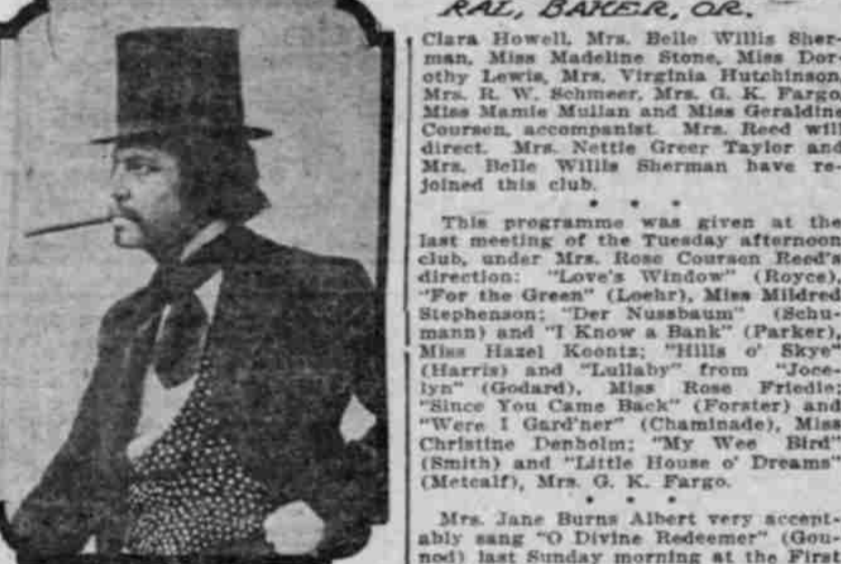 RAL, BAKER, OR.
Clara Howell, Mrs. Belle Willis Sher-
man, Miss Madeline Stone, Miss Dor-
othy Lewis, Mrs. Virginia Hutchinson,
Mrs. R. W. Schmeer, Mrs. G. K. Fargo,
Miss Mamie Mullan and Miss Geraldine
Coursen, accompanist. Mrs. Reed will
direct. Mrs. Nettie Greer Taylor and
Mrs. Belle Willis Sherman have re-
joined this club.
* * *
This programme was given at the
last meeting of the Tuesday afternoon
club, under Mrs. Rose Coursen Reed's
direction: "Love's Window" (Royce),
"For the Green" (Loehr), Miss Mildred
Stephenson; "Der Nussbaum" (Schu-
mann) and "I Know a Bank" (Parker),
Miss Hazel Koontz; "Hills o' Skye"
(Harris) and "Lullaby" from "Joce-
lyn" (Godard), Miss Rose Friedle;
"Since You Came Back" (Forster) and
"Were I Gard'ner" (Chaminade), Miss
Christine Denholm; "My Wee Bird"
(Smith) and "Little House o' Dreams"
(Metcalf), Mrs. G. K. Fargo.
* * *
Mrs. Jane Burns Albert very accept-
ably sang "O Divine Redeemer" (Gou-
nod) last Sunday morning at the First